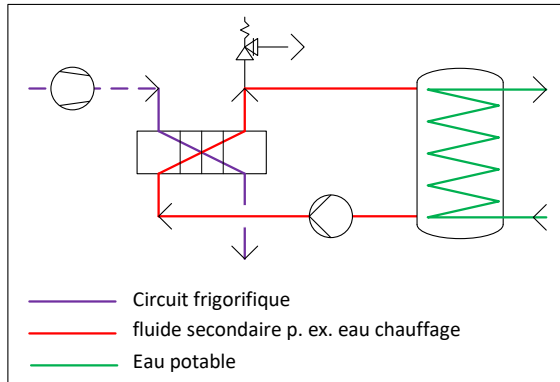 Circuit frigorifique
fluide secondaire p. ex. eau chauffage
Eau potable